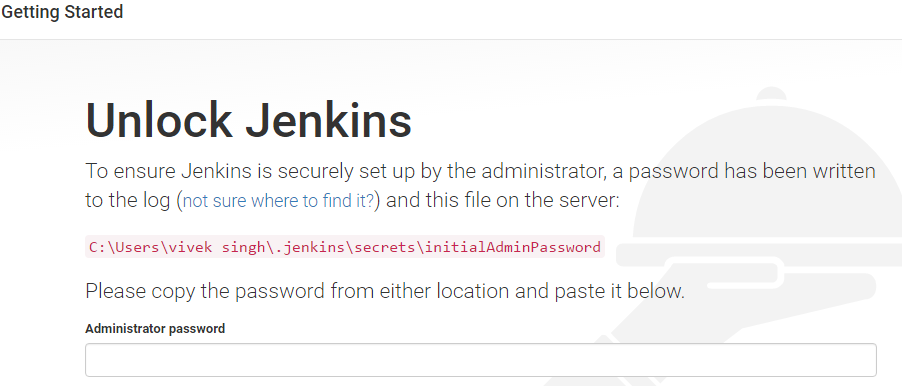 Getting Started
Unlock Jenkins
To ensure Jenkins is securely set up by the administrator, a password has been written
to the log (not sure where to find it?) and this file on the server:
C:\Users\vivek singh\.jenkins\secrets\initialAdminPassword
Please copy the password from either location and paste it below.
Administrator password